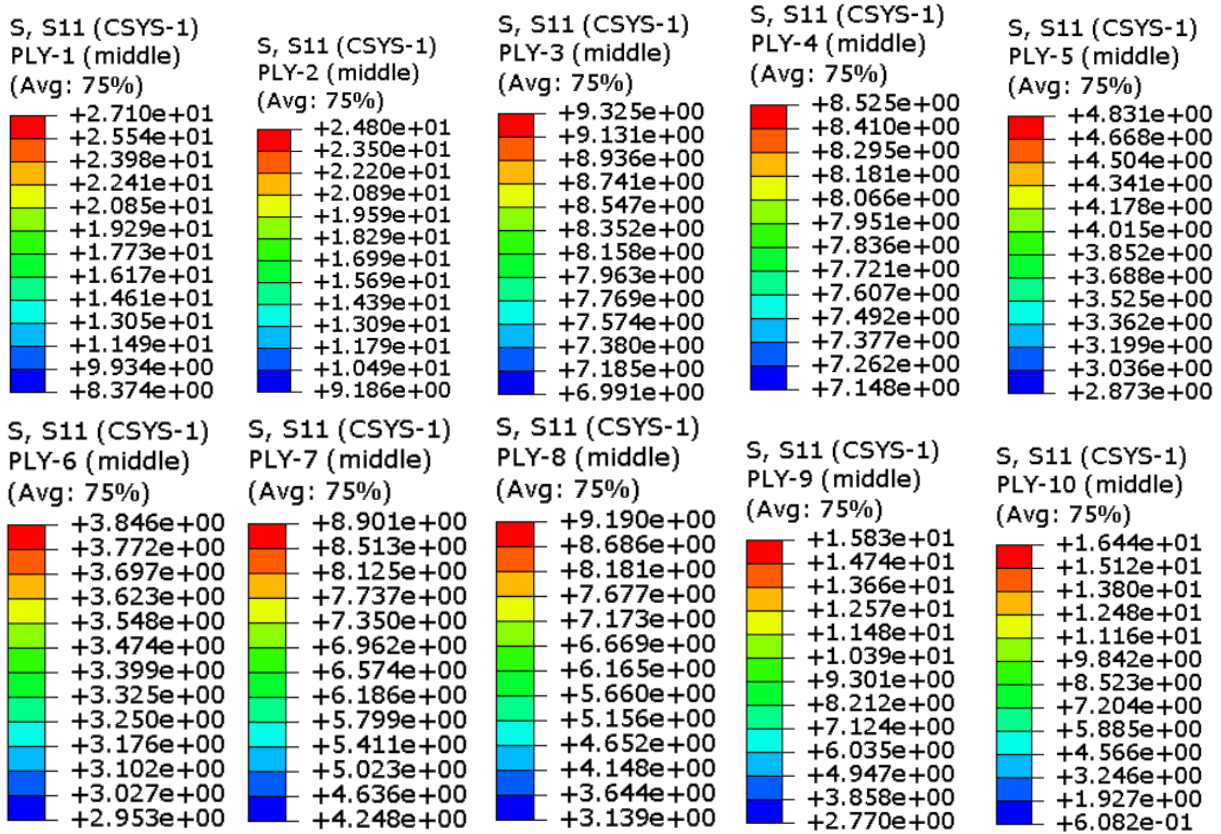 S, S11 (CSYS-1)
PLY-1 (middle)
(Avg: 75%)
+2.710e+01
+2.554e+01
+2.398e+01
+2.241e+01
+2.085e+01
+1.929e+01
+1.773e+01
+1.617e+01
+1.461e+01
+1.305e+01
+1.149e+01
+9.934e+00
+8.374e+00
S, S11 (CSYS-1)
PLY-2 (middle)
(Avg: 75%)
+2.480e+01
+2.350e+01
+2.220e+01
+2.089e+01
+1.959e+01
+1.829e+01
+1.699e+01
+1.569e+01
+1.439e+01
+1.309e+01
+1.179e+01
+1.049e+01
+9.186e+00
S, S11 (CSYS-1)
PLY-3 (middle)
(Avg: 75%)
+9.325e+00
+9.131e+00
+8.936e+00
+8.741e+00
+8.547e+00
+8.352e+00
+8.158e+00
+7.963e+00
+7.769e+00
+7.574e+00
+7.380e+00
+7.185e+00
+6.991e+00
S, S11 (CSYS-1)
PLY-4 (middle)
(Avg: 75%)
+8.525e+00
+8.410e+00
+8.295e+00
+8.181e+00
+8.066e+00
+7.951e+00
+7.836e+00
+7.721e+00
+7.607e+00
+7.492e+00
+7.377e+00
+7.262e+00
+7.148e+00
S, S11 (CSYS-1)
PLY-5 (middle)
(Avg: 75%)
+4.831e+00
+4.668e+00
+4.504e+00
+4.341e+00
+4.178e+00
+4.015e+00
+3.852e+00
+3.688e+00
+3.525e+00
+3.362e+00
+3.199e+00
+3.036e+00
+2.873e+00
S, S11 (CSYS-1)
PLY-6 (middle)
(Avg: 75%)
+3.846e+00
+3.772e+00
+3.697e+00
+3.623e+00
+3.548e+00
+3.474e+00
+3.399e+00
+3.325e+00
+3.250e+00
+3.176e+00
+3.102e+00
+3.027e+00
+2.953e+00
S, S11 (CSYS-1)
PLY-7 (middle)
(Avg: 75%)
+8.901e+00
+8.513e+00
+8.125e+00
+7.737e+00
+7.350e+00
+6.962e+00
+6.574e+00
+6.186e+00
+5.799e+00
+5.411e+00
+5.023e+00
+4.636e+00
+4.248e+00
S, S11 (CSYS-1)
PLY-8 (middle)
(Avg: 75%)
+9.190e+00
+8.686e+00
+8.181e+00
+7.677e+00
+7.173e+00
+6.669e+00
+6.165e+00
+5.660e+00
+5.156e+00
+4.652e+00
+4.148e+00
+3.644e+00
+3.139e+00
S, S11 (CSYS-1)
PLY-9 (middle)
(Avg: 75%)
+1.583e+01
+1.474e+01
+1.366e+01
+1.257e+01
+1.148e+01
+1.039e+01
+9.301e+00
+8.212e+00
+7.124e+00
+6.035e+00
+4.947e+00
+3.858e+00
+2.770e+00
S, S11 (CSYS-1)
PLY-10 (middle)
(Avg: 75%)
+1.644e+01
+1.512e+01
+1.380e+01
+1.248e+01
+1.116e+01
+9.842e+00
+8.523e+00
+7.204e+00
+5.885e+00
+4.566e+00
+3.246e+00
+1.927e+00
+6.082e-01